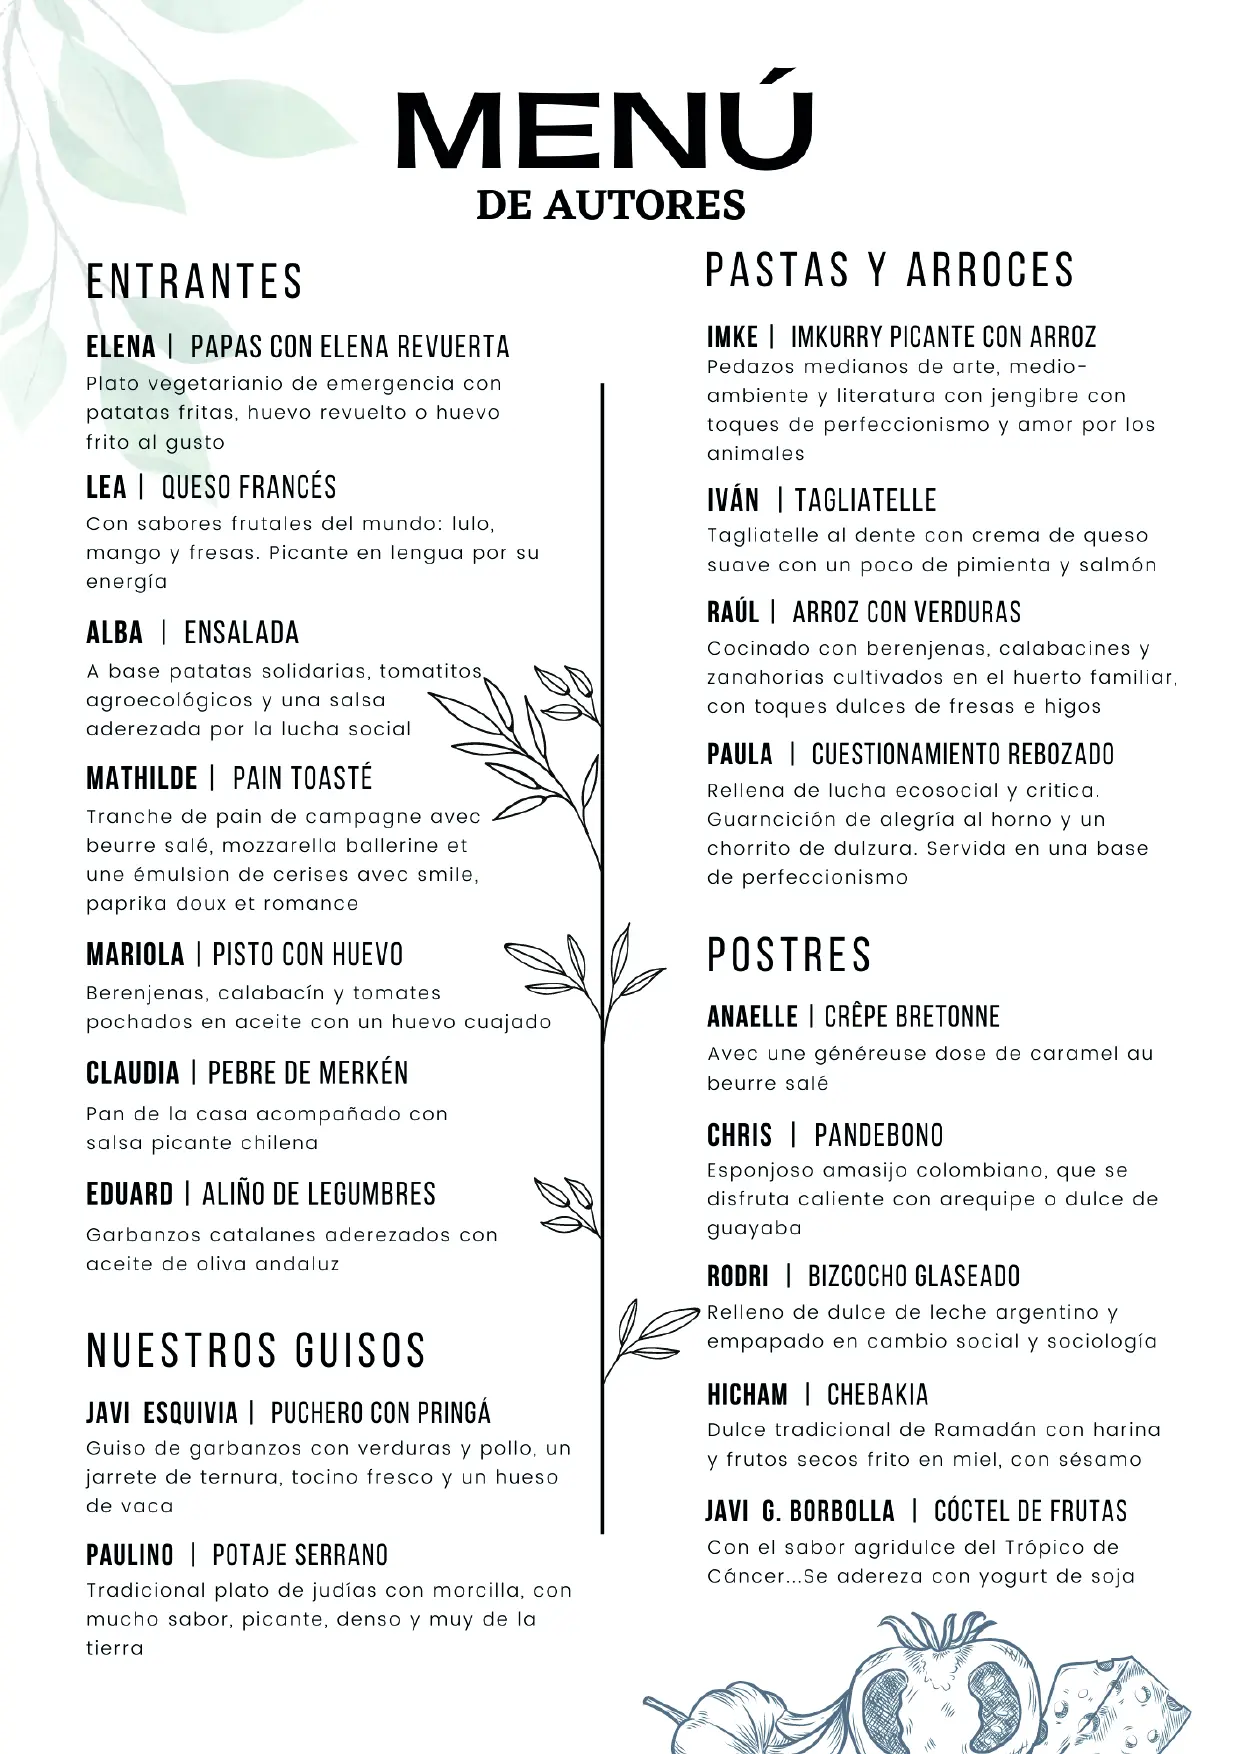 MENÚ
DE AUTORES
ENTRANTES
ELENA | PAPAS CON ELENA REVUERTA
Plato vegetarianio de emergencia con
patatas fritas, huevo revuelto o huevo
frito al gusto
LEA | QUESO FRANCÉS
Con sabores frutales del mundo: lulo,
mango y fresas. Picante en lengua por su
energía
ALBA | ENSALADA
A base patatas solidarias, tomatitos
agroecológicos y una salsa
aderezada por la lucha social
MATHILDE | PAIN TOASTÉ
Tranche de pain de campagne avec
beurre salé, mozzarella ballerine et
une émulsion de cerises avec smile,
paprika doux et romance
MARIOLA | PISTO CON HUEVO
Berenjenas, calabacín y tomates
pochados en aceite con un huevo cuajado
CLAUDIA | PEBRE DE MERKÉN
Pan de la casa acompañado con
salsa picante chilena
EDUARD | ALIÑO DE LEGUMBRES
Garbanzos catalanes aderezados con
aceite de oliva andaluz
NUESTROS GUISOS
JAVI ESQUIVIA | PUCHERO CON PRINGÁ
Guiso de garbanzos con verduras y pollo, un
jarrete de ternura, tocino fresco y un hueso
de vaca
PAULINO | POTAJE SERRANO
Tradicional plato de judías con morcilla, con
mucho sabor, picante, denso y muy de la
tierra
PASTAS Y ARROCES
IMKE | IMKURRY PICANTE CON ARROZ
Pedazos medianos de arte, medio-
ambiente y literatura con jengibre con
toques de perfeccionismo y amor por los
animales
IVÁN | TAGLIATELLE
Tagliatelle al dente con crema de queso
suave con un poco de pimienta y salmón
RAÚL | ARROZ CON VERDURAS
Cocinado con berenjenas, calabacines y
zanahorias cultivados en el huerto familiar,
con toques dulces de fresas e higos
PAULA | CUESTIONAMIENTO REBOZADO
Rellena de lucha ecosocial y critica.
Guarncición de alegría al horno y un
chorrito de dulzura. Servida en una base
de perfeccionismo
POSTRES
ANAELLE | CRÊPE BRETONNE
Avec une généreuse dose de caramel au
beurre salé
CHRIS | PANDEBONO
Esponjoso amasijo colombiano, que se
disfruta caliente con arequipe o dulce de
guayaba
RODRI | BIZCOCHO GLASEADO
Relleno de dulce de leche argentino y
empapado en cambio social y sociología
HICHAM | CHEBAKIA
Dulce tradicional de Ramadán con harina
y frutos secos frito en miel, con sésamo
JAVI G. BORBOLLA | CÓCTEL DE FRUTAS
Con el sabor agridulce del Trópico de
Cáncer...Se adereza con yogurt de soja